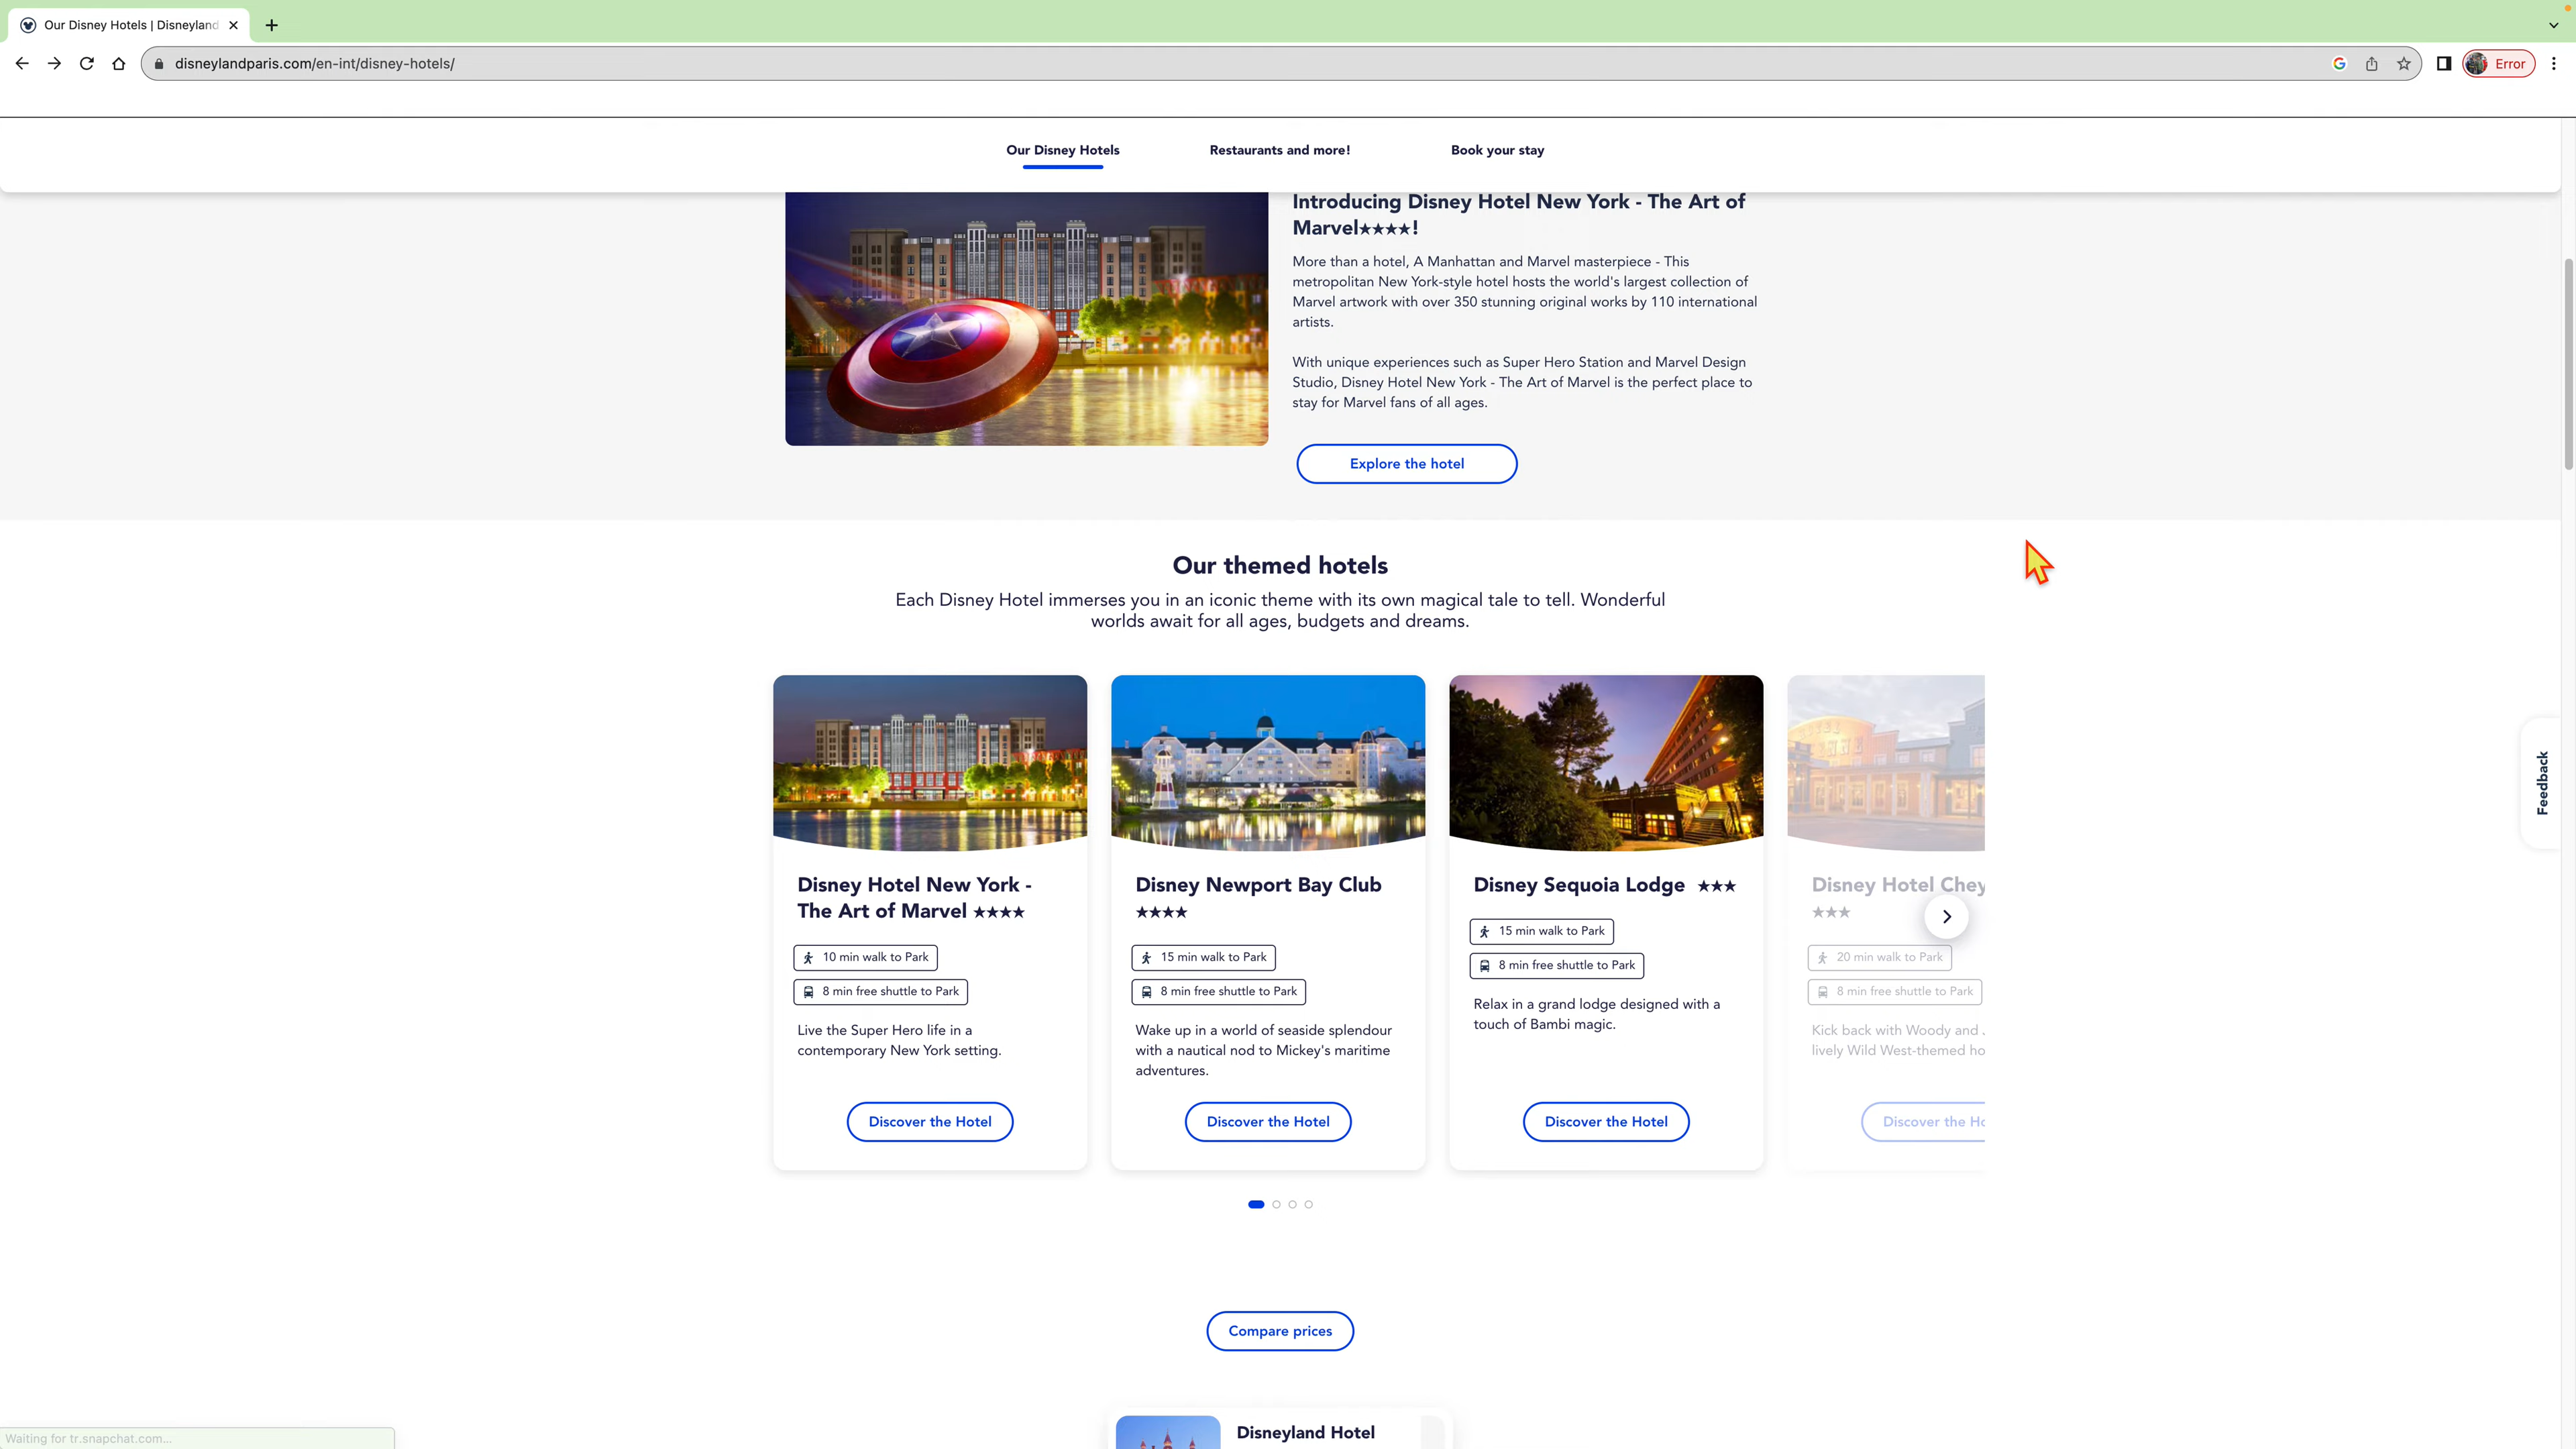 Our Disney Hotels | Disneyland
disneylandparis.com/en-int/disney-hotels/
Error
Our Disney Hotels
Restaurants and more!
Book your stay
Introducing Disney Hotel New York - The Art of
Marvel★★★★!
More than a hotel, A Manhattan and Marvel masterpiece - This
metropolitan New York-style hotel hosts the world's largest collection of
Marvel artwork with over 350 stunning original works by 110 international
artists.
With unique experiences such as Super Hero Station and Marvel Design
Studio, Disney Hotel New York - The Art of Marvel is the perfect place to
stay for Marvel fans of all ages.
Explore the hotel
Our themed hotels
Each Disney Hotel immerses you in an iconic theme with its own magical tale to tell. Wonderful
worlds await for all ages, budgets and dreams.
Disney Hotel New York -
The Art of Marvel ★★★★
10 min walk to Park
8 min free shuttle to Park
Live the Super Hero life in a
contemporary New York setting.
Discover the Hotel
Disney Newport Bay Club
★★★★
15 min walk to Park
8 min free shuttle to Park
Wake up in a world of seaside splendour
with a nautical nod to Mickey's maritime
adventures.
Discover the Hotel
Disney Sequoia Lodge ★★★
15 min walk to Park
8 min free shuttle to Park
Relax in a grand lodge designed with a
touch of Bambi magic.
Discover the Hotel
Disney Hotel Chey
★★★
20 min walk to Park
8 min free shuttle to Park
Kick back with Woody and
lively Wild West-themed ho
Discover the Ho
Feedback
Compare prices
Disneyland Hotel
Waiting for tr.snapchat.com...